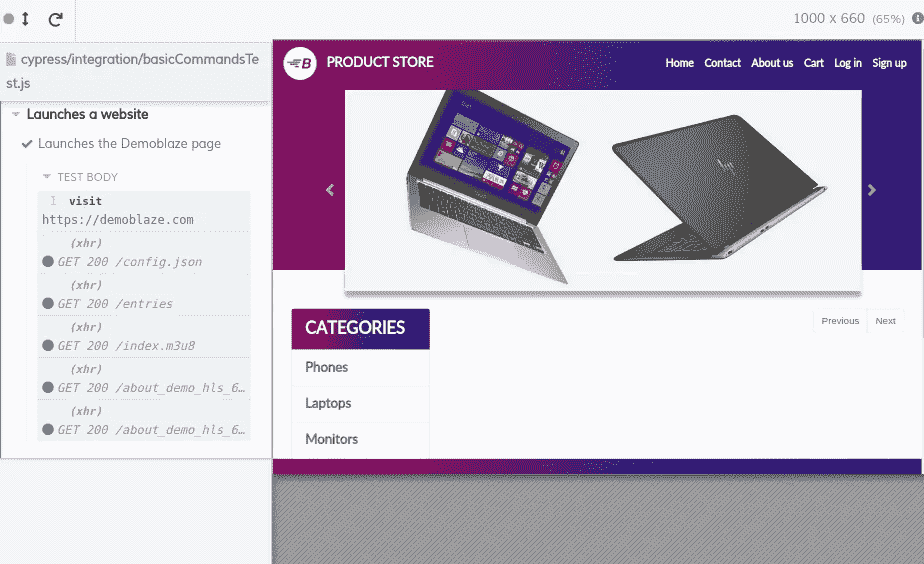 1000 x 660 (65%)
cypress/integration/basicCommandsTe
st.js
Launches a website
Launches the Demoblaze page
TEST BODY
1 visit
https://demoblaze.com
(xhr)
GET 200 /config.json
(xhr)
GET 200 /entries
(xhr)
GET 200 /index.m3u8
(xhr)
GET 200 /about_demo_hls_6…
(xhr)
GET 200 /about_demo_hls_6…
B PRODUCT STORE
Home Contact About us Cart Log in Sign up
CATEGORIES
Phones
Laptops
Monitors
Previous Next